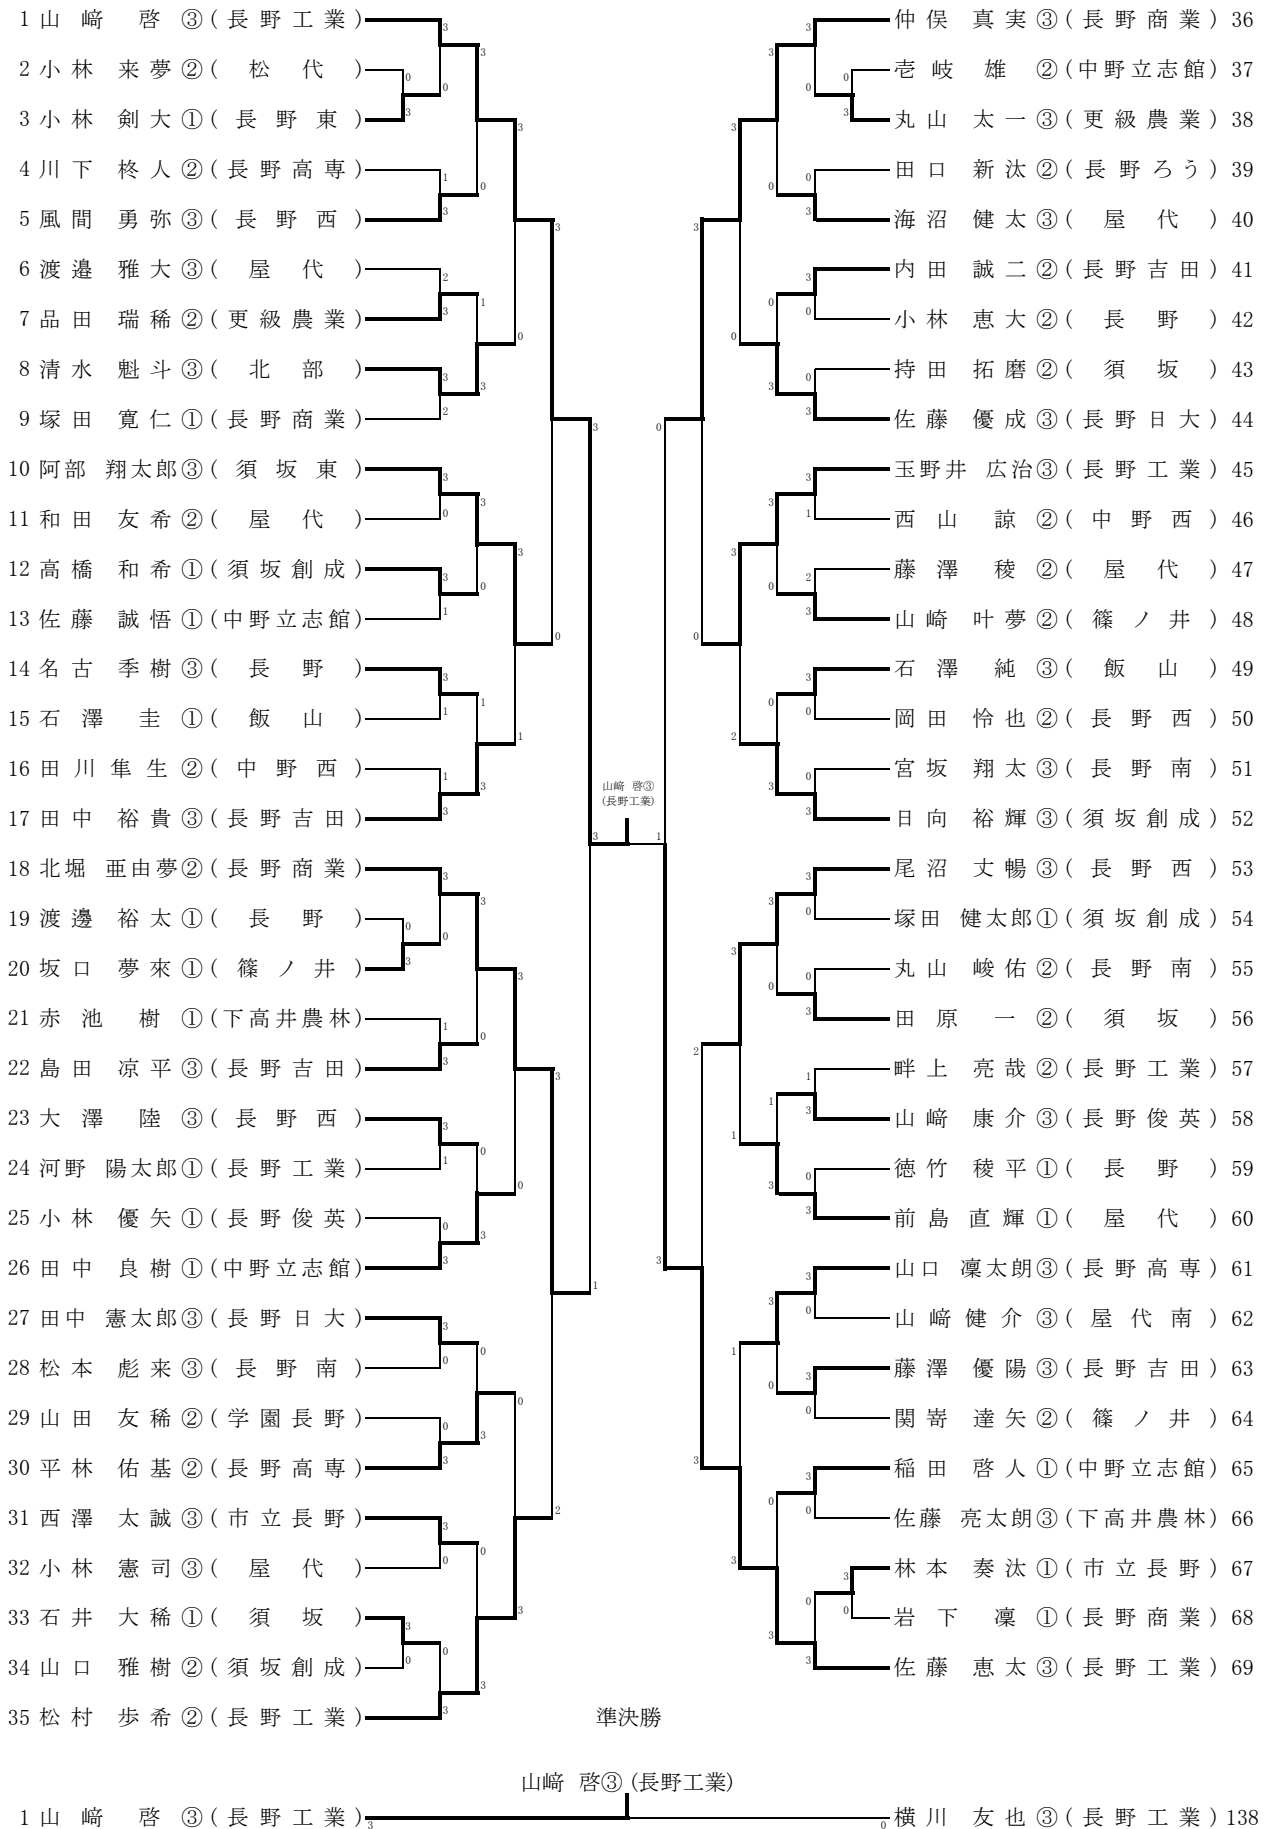 1 山﨑 啓 ③ (長野工業)
2 小林 来夢 ② (松代)
3 小林 剣大 ① (長野東)
4 川下 柊人 ② (長野高専)
5 風間 勇弥 ③ (長野西)
6 渡邉 雅大 ③ (屋代)
7 品田 瑞稀 ② (更級農業)
8 清水 魁斗 ③ (北部)
9 塚田 寛仁 ① (長野商業)
10 阿部 翔太郎 ③ (須坂東)
11 和田 友希 ② (屋代)
12 高橋 和希 ① (須坂創成)
13 佐藤 誠悟 ① (中野立志館)
14 名古 季樹 ③ (長野)
15 石澤 圭 ① (飯山)
16 田川 隼生 ② (中野西)
17 田中 裕貴 ③ (長野吉田)
18 北堀 亜由夢 ② (長野商業)
19 渡邊 裕太 ① (長野)
20 坂口 夢來 ① (篠ノ井)
21 赤池 樹 ① (下高井農林)
22 島田 凉平 ③ (長野吉田)
23 大澤 陸 ③ (長野西)
24 河野 陽太郎 ① (長野工業)
25 小林 優矢 ① (長野俊英)
26 田中 良樹 ① (中野立志館)
27 田中 憲太郎 ③ (長野日大)
28 松本 彪来 ③ (長野南)
29 山田 友稀 ② (学園長野)
30 平林 佑基 ② (長野高専)
31 西澤 太誠 ③ (市立長野)
32 小林 憲司 ③ (屋代)
33 石井 大稀 ① (須坂)
34 山口 雅樹 ② (須坂創成)
35 松村 歩希 ② (長野工業)
山﨑 啓③
(長野工業)
仲俣 真実 ③ (長野商業) 36
壱岐 雄 ② (中野立志館) 37
丸山 太一 ③ (更級農業) 38
田口 新汰 ② (長野ろう) 39
海沼 健太 ③ (屋代) 40
内田 誠二 ② (長野吉田) 41
小林 恵大 ② (長野) 42
持田 拓磨 ② (須坂) 43
佐藤 優成 ③ (長野日大) 44
玉野井 広治 ③ (長野工業) 45
西山 諒 ② (中野西) 46
藤澤 稜 ② (屋代) 47
山崎 叶夢 ② (篠ノ井) 48
石澤 純 ③ (飯山) 49
岡田 怜也 ② (長野西) 50
宮坂 翔太 ③ (長野南) 51
日向 裕輝 ③ (須坂創成) 52
尾沼 丈暢 ③ (長野西) 53
塚田 健太郎 ① (須坂創成) 54
丸山 峻佑 ② (長野南) 55
田原 一 ② (須坂) 56
畔上 亮哉 ② (長野工業) 57
山﨑 康介 ③ (長野俊英) 58
徳竹 稜平 ① (長野) 59
前島 直輝 ① (屋代) 60
山口 凜太朗 ③ (長野高専) 61
山﨑 健介 ③ (屋代南) 62
藤澤 優陽 ③ (長野吉田) 63
関嵜 達矢 ② (篠ノ井) 64
稲田 啓人 ① (中野立志館) 65
佐藤 亮太朗 ③ (下高井農林) 66
林本 奏汰 ① (市立長野) 67
岩下 凜 ① (長野商業) 68
佐藤 恵太 ③ (長野工業) 69
準決勝
山﨑 啓③ (長野工業)
1 山﨑 啓 ③ (長野工業) 3 0 横川 友也 ③ (長野工業) 138